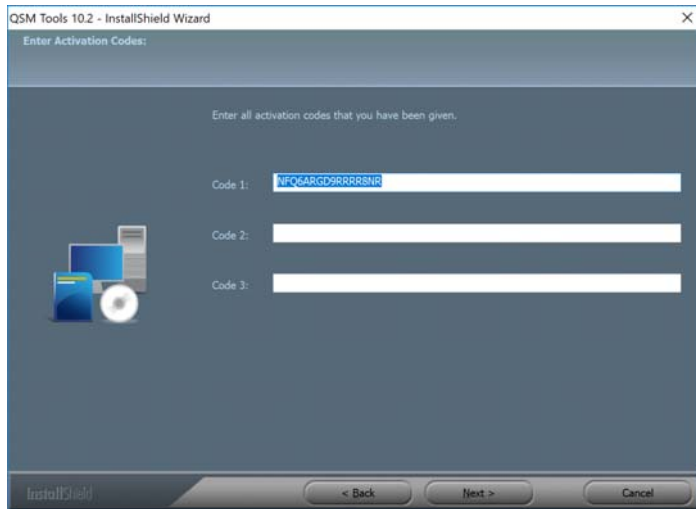 QSM Tools 10.2 - InstallShield Wizard
Enter Activation Codes:
Enter all activation codes that you have been given.
Code 1: NFQ6ARGD9RRRR8NR
Code 2:
Code 3:
InstallShield
< Back Next > Cancel